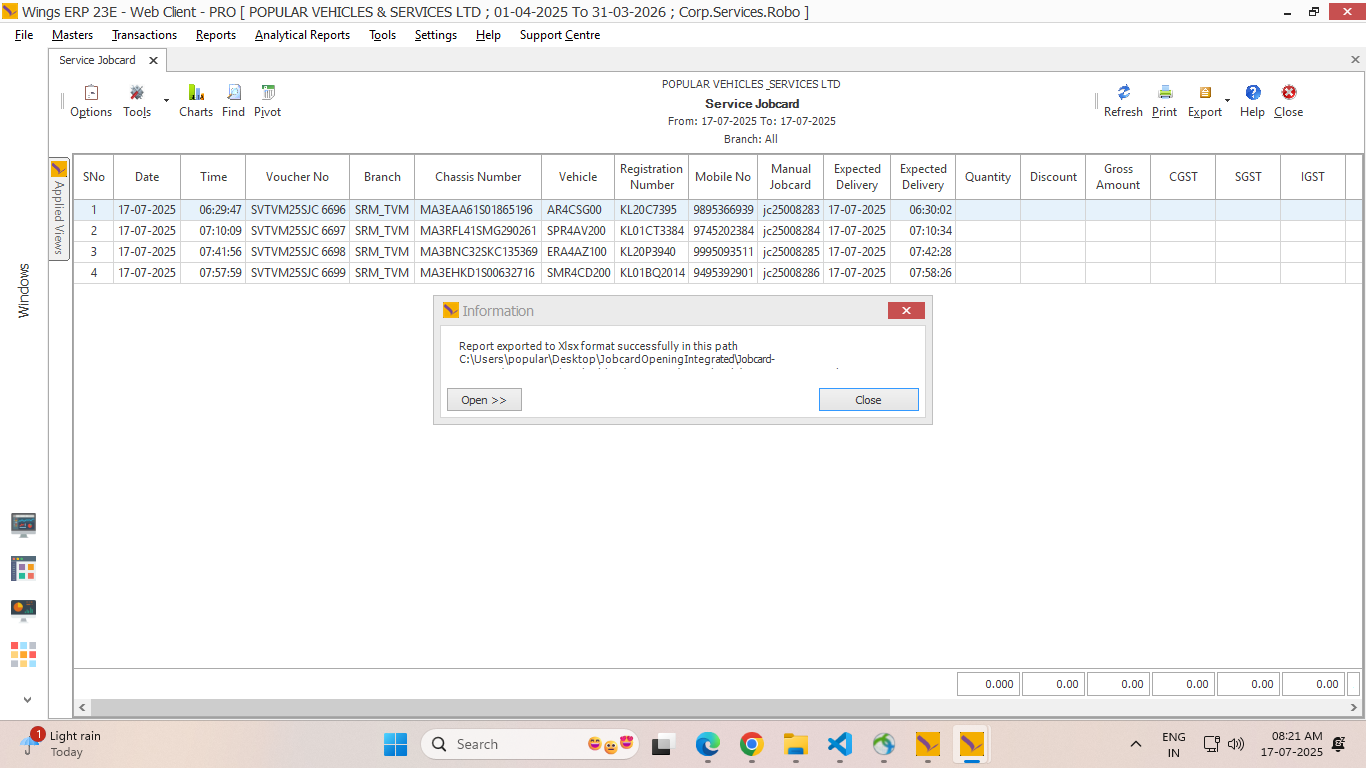 Wings ERP 23E - Web Client - PRO [ POPULAR VEHICLES & SERVICES LTD ; 01-04-2025 To 31-03-2026 ; Corp.Services.Robo ]
File Masters Transactions Reports Analytical Reports Tools Settings Help Support Centre
Service Jobcard
POPULAR VEHICLES_SERVICES LTD
Service Jobcard
From: 17-07-2025 To: 17-07-2025
Branch: All
Options Tools Charts Find Pivot
Refresh Print Export Help Close
Applied Views
Windows
SNo Date Time Voucher No Branch Chassis Number Vehicle Registration Number Mobile No Manual Jobcard Expected Delivery Expected Delivery Quantity Discount Gross Amount CGST SGST IGST
1 17-07-2025 06:29:47 SVTVM25SJC 6696 SRM_TVM MA3EAA61S01865196 AR4CSG00 KL20C7395 9895366939 jc25008283 17-07-2025 06:30:02
2 17-07-2025 07:10:09 SVTVM25SJC 6697 SRM_TVM MA3RFL41SMG290261 SPR4AV200 KL01CT3384 9745202384 jc25008284 17-07-2025 07:10:34
3 17-07-2025 07:41:56 SVTVM25SJC 6698 SRM_TVM MA3BNC32SKC135369 ERA4AZ100 KL20P3940 9995093511 jc25008285 17-07-2025 07:42:28
4 17-07-2025 07:57:59 SVTVM25SJC 6699 SRM_TVM MA3EHKD1S00632716 SMR4CD200 KL01BQ2014 9495392901 jc25008286 17-07-2025 07:58:26
Information
Report exported to Xlsx format successfully in this path
C:\Users\popular\Desktop\JobcardOpeningIntegrated\Jobcard-
Open >> Close
0.000 0.00 0.00 0.00 0.00 0.00
1 Light rain
Today
Search
ENG
IN
08:21 AM
17-07-2025